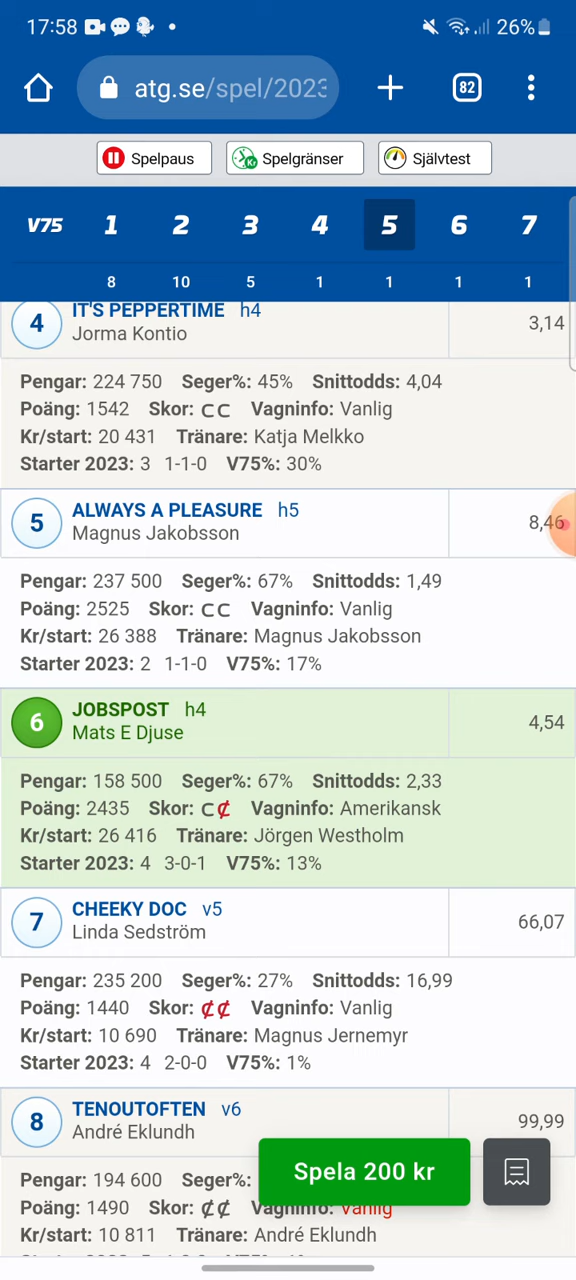 17:58 26%
atg.se/spel/2023 82
Spelpaus Spelgränser Självtest
V75 1 2 3 4 5 6 7
8 10 5 1 1 1 1
4 IT'S PEPPERTIME h4 3,14
Jorma Kontio
Pengar: 224 750 Seger%: 45% Snittodds: 4,04
Poäng: 1542 Skor: C C Vagninfo: Vanlig
Kr/start: 20 431 Tränare: Katja Melkko
Starter 2023: 3 1-1-0 V75%: 30%
5 ALWAYS A PLEASURE h5 8,46
Magnus Jakobsson
Pengar: 237 500 Seger%: 67% Snittodds: 1,49
Poäng: 2525 Skor: C C Vagninfo: Vanlig
Kr/start: 26 388 Tränare: Magnus Jakobsson
Starter 2023: 2 1-1-0 V75%: 17%
6 JOBSPOST h4 4,54
Mats E Djuse
Pengar: 158 500 Seger%: 67% Snittodds: 2,33
Poäng: 2435 Skor: C ¢ Vagninfo: Amerikansk
Kr/start: 26 416 Tränare: Jörgen Westholm
Starter 2023: 4 3-0-1 V75%: 13%
7 CHEEKY DOC v5 66,07
Linda Sedström
Pengar: 235 200 Seger%: 27% Snittodds: 16,99
Poäng: 1440 Skor: ¢ ¢ Vagninfo: Vanlig
Kr/start: 10 690 Tränare: Magnus Jernemyr
Starter 2023: 4 2-0-0 V75%: 1%
8 TENOUTOFTEN v6 99,99
André Eklundh
Spela 200 kr
Pengar: 194 600 Seger%:
Poäng: 1490 Skor: ¢ ¢ Vagninfo: Vanlig
Kr/start: 10 811 Tränare: André Eklundh